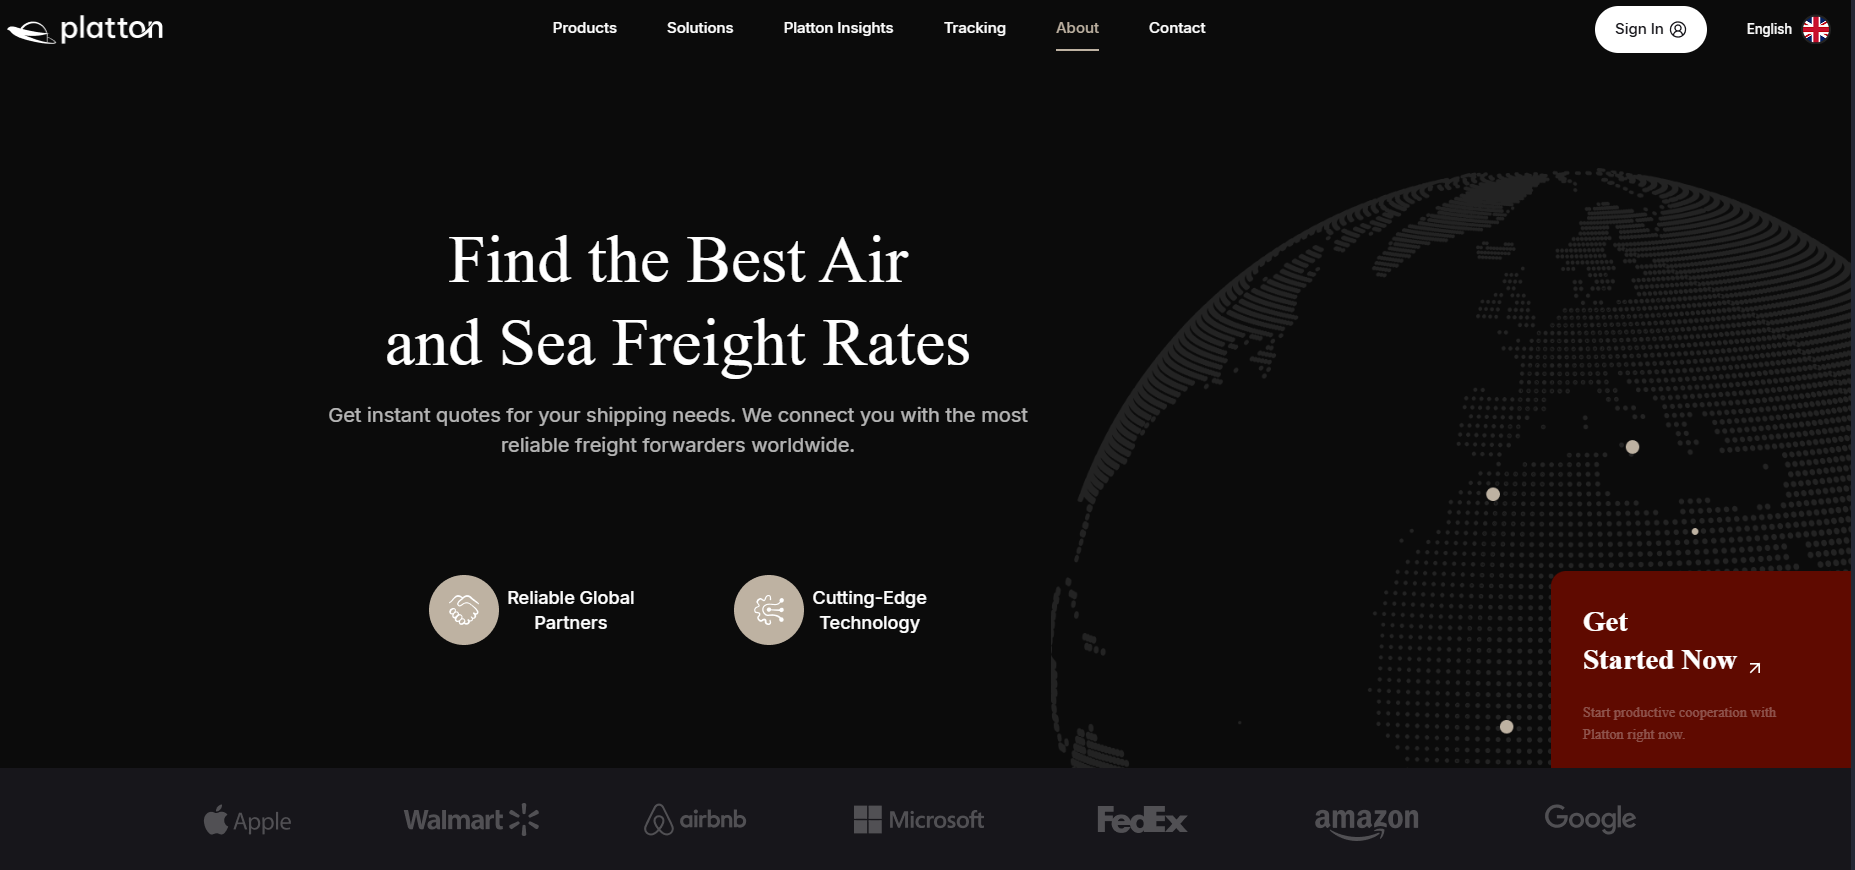 platton
Products
Solutions
Platton Insights
Tracking
About
Contact
Sign In
English
Find the Best Air
and Sea Freight Rates
Get instant quotes for your shipping needs. We connect you with the most
reliable freight forwarders worldwide.
Reliable Global
Partners
Cutting-Edge
Technology
Get
Started Now
Start productive cooperation with
Platton right now.
Apple
Walmart
airbnb
Microsoft
FedEx
amazon
Google